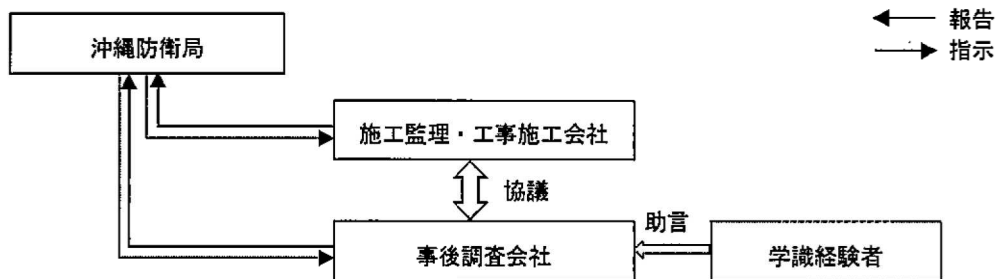 報告
指示
沖縄防衛局
施工監理・工事施工会社
協議
助言
事後調査会社
学識経験者